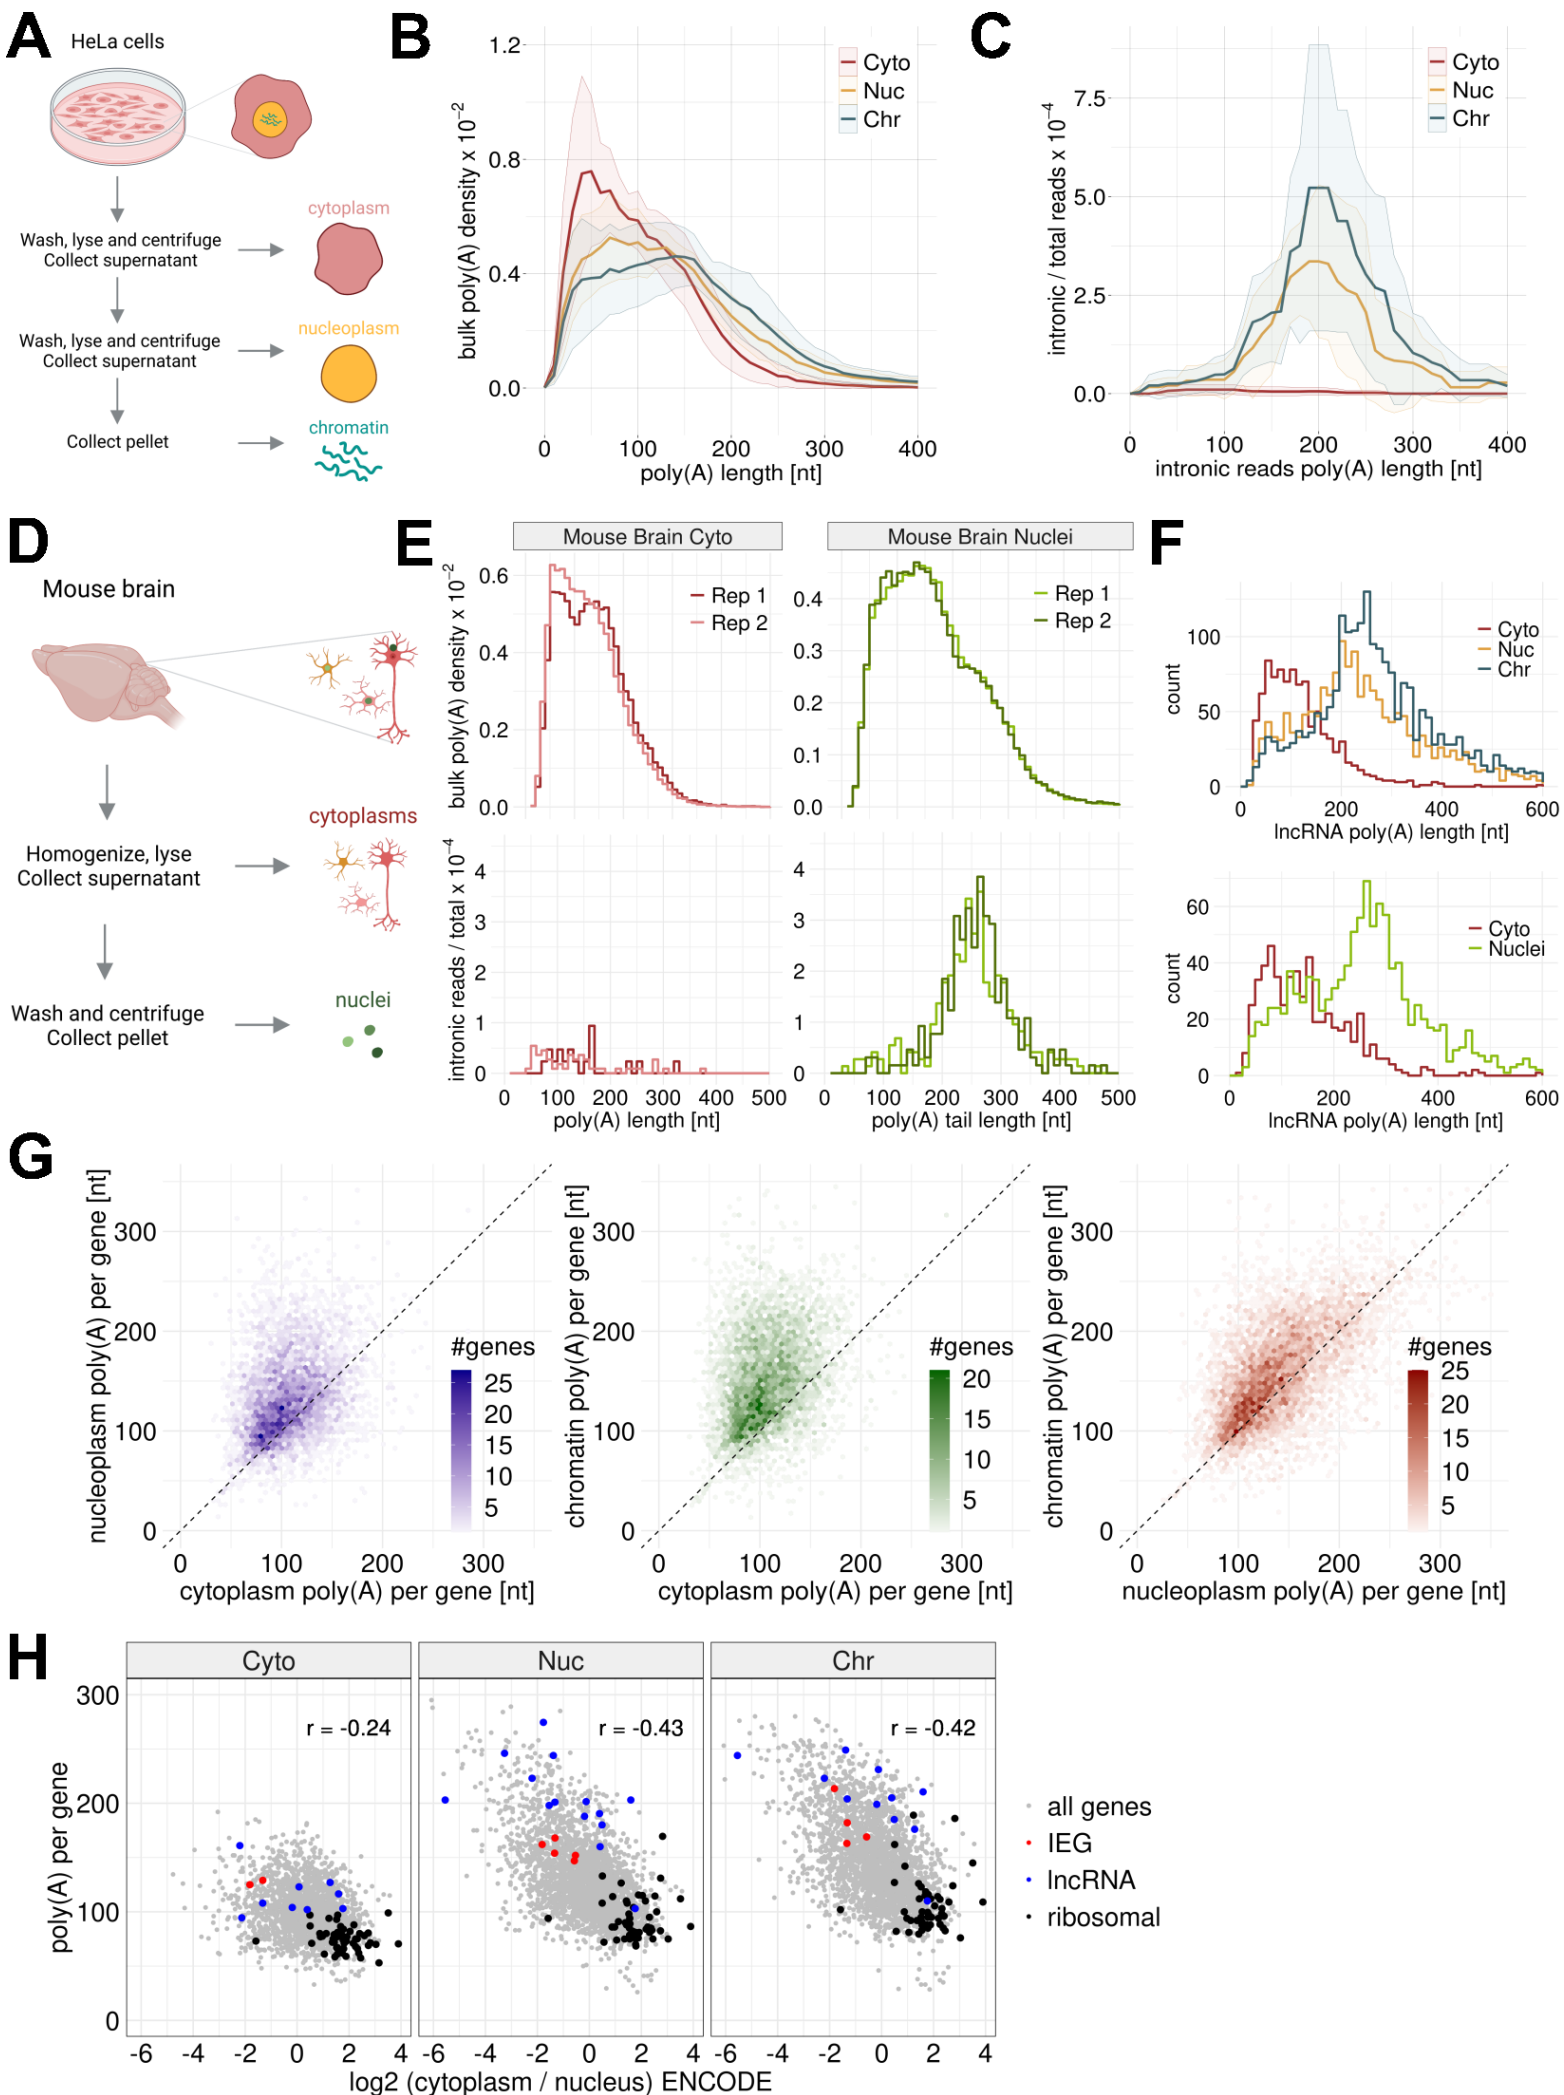 A
HeLa cells
Wash, lyse and centrifuge
Collect supernatant
cytoplasm
Wash, lyse and centrifuge
Collect supernatant
nucleoplasm
Collect pellet
chromatin
B
bulk poly(A) density x 10⁻²
1.2
0.8
0.4
0.0
Cyto
Nuc
Chr
0 100 200 300 400
poly(A) length [nt]
C
intronic / total reads x 10⁻⁴
7.5
5.0
2.5
0.0
Cyto
Nuc
Chr
0 100 200 300 400
intronic reads poly(A) length [nt]
D
Mouse brain
Homogenize, lyse
Collect supernatant
cytoplasms
Wash and centrifuge
Collect pellet
nuclei
E
Mouse Brain Cyto
bulk poly(A) density x 10⁻²
0.6
0.4
0.2
0.0
Rep 1
Rep 2
Mouse Brain Nuclei
0.4
0.3
0.2
0.1
0.0
Rep 1
Rep 2
intronic reads / total x 10⁻⁴
4
3
2
1
0
0 100 200 300 400 500
poly(A) length [nt]
4
3
2
1
0
0 100 200 300 400 500
poly(A) tail length [nt]
F
count
100
50
0
Cyto
Nuc
Chr
0 200 400 600
lncRNA poly(A) length [nt]
count
60
40
20
0
Cyto
Nuclei
0 200 400 600
lncRNA poly(A) length [nt]
G
nucleoplasm poly(A) per gene [nt]
300
200
100
0
#genes
25
20
15
10
5
0 100 200 300
cytoplasm poly(A) per gene [nt]
chromatin poly(A) per gene [nt]
300
200
100
0
#genes
20
15
10
5
0 100 200 300
cytoplasm poly(A) per gene [nt]
chromatin poly(A) per gene [nt]
300
200
100
0
#genes
25
20
15
10
5
0 100 200 300
nucleoplasm poly(A) per gene [nt]
H
Cyto
Nuc
Chr
poly(A) per gene
300
200
100
0
r = -0.24
r = -0.43
r = -0.42
-6 -4 -2 0 2 4
-6 -4 -2 0 2 4
-6 -4 -2 0 2 4
log2 (cytoplasm / nucleus) ENCODE
all genes
IEG
lncRNA
ribosomal